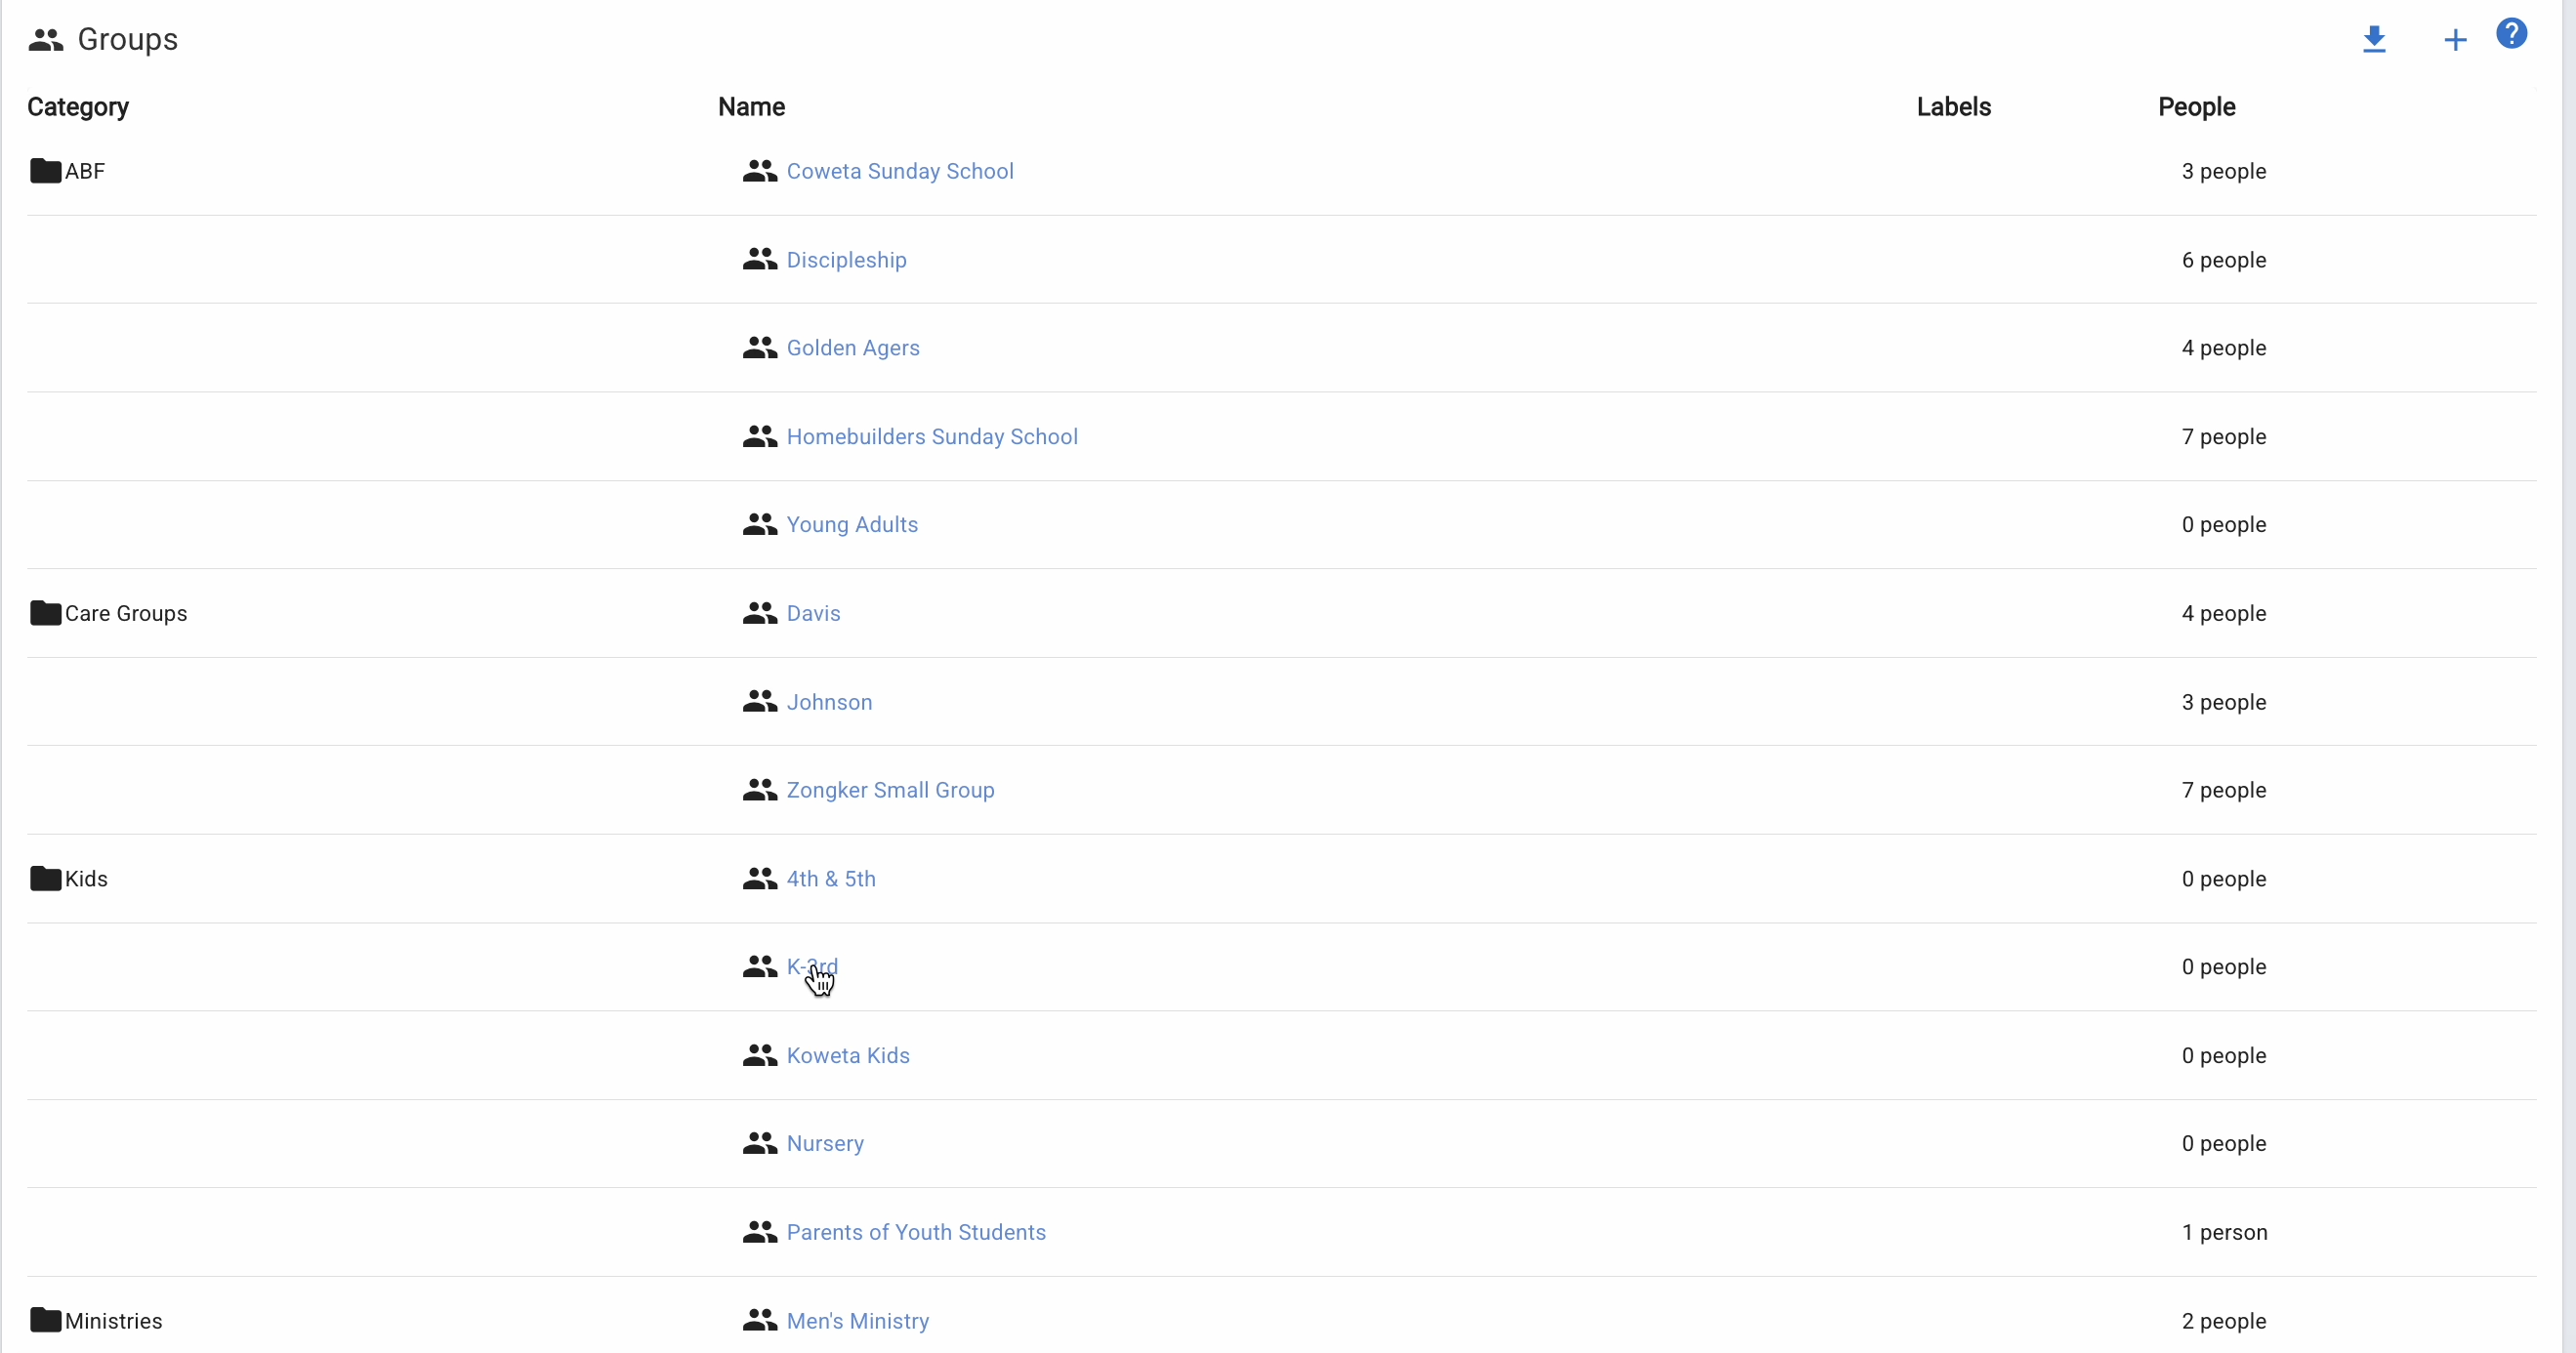 Groups
?
Category Name Labels People
ABF Coweta Sunday School 3 people
Discipleship 6 people
Golden Agers 4 people
Homebuilders Sunday School 7 people
Young Adults 0 people
Care Groups Davis 4 people
Johnson 3 people
Zongker Small Group 7 people
Kids 4th & 5th 0 people
K-3rd 0 people
Koweta Kids 0 people
Nursery 0 people
Parents of Youth Students 1 person
Ministries Men's Ministry 2 people